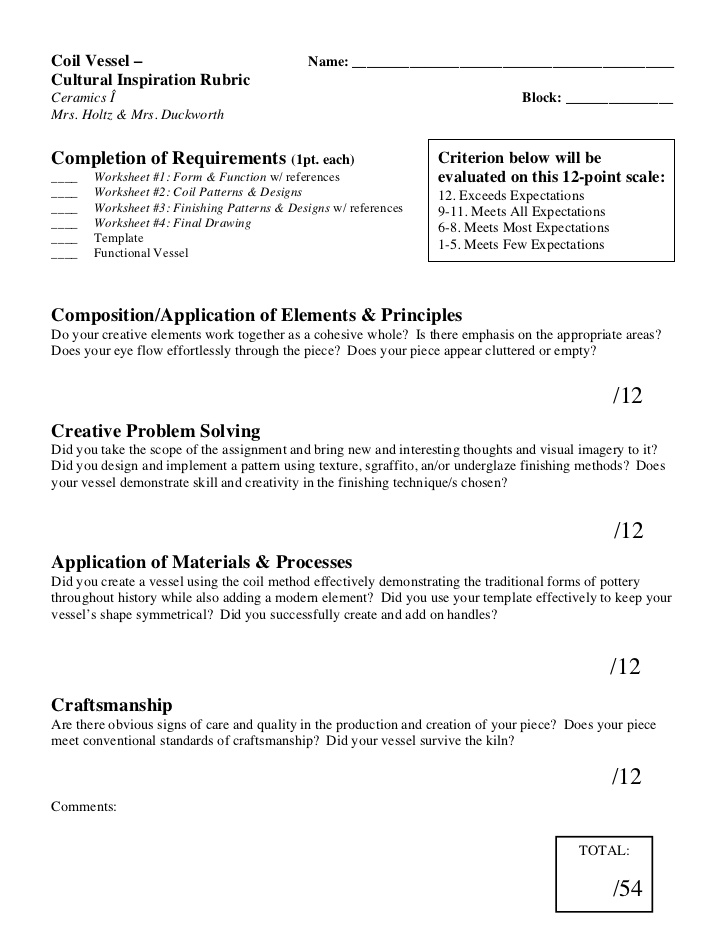 Coil Vessel –
Name: ______________________________________________
Cultural Inspiration Rubric
Ceramics Î
Block: _______________
Mrs. Holtz & Mrs. Duckworth
Completion of Requirements (1pt. each)
____ Worksheet #1: Form & Function w/ references
____ Worksheet #2: Coil Patterns & Designs
____ Worksheet #3: Finishing Patterns & Designs w/ references
____ Worksheet #4: Final Drawing
____ Template
____ Functional Vessel
Criterion below will be
evaluated on this 12-point scale:
12. Exceeds Expectations
9-11. Meets All Expectations
6-8. Meets Most Expectations
1-5. Meets Few Expectations
Composition/Application of Elements & Principles
Do your creative elements work together as a cohesive whole? Is there emphasis on the appropriate areas?
Does your eye flow effortlessly through the piece? Does your piece appear cluttered or empty?
/12
Creative Problem Solving
Did you take the scope of the assignment and bring new and interesting thoughts and visual imagery to it?
Did you design and implement a pattern using texture, sgraffito, an/or underglaze finishing methods? Does
your vessel demonstrate skill and creativity in the finishing technique/s chosen?
/12
Application of Materials & Processes
Did you create a vessel using the coil method effectively demonstrating the traditional forms of pottery
throughout history while also adding a modern element? Did you use your template effectively to keep your
vessel's shape symmetrical? Did you successfully create and add on handles?
/12
Craftsmanship
Are there obvious signs of care and quality in the production and creation of your piece? Does your piece
meet conventional standards of craftsmanship? Did your vessel survive the kiln?
/12
Comments:
TOTAL:
/54